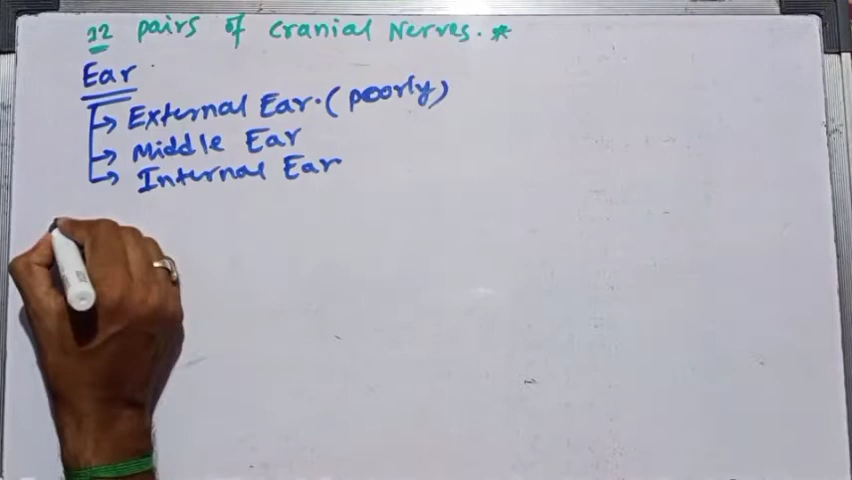 12 pairs of cranial Nerves. *
Ear
External Ear. (poorly)
Middle Ear
Internal Ear